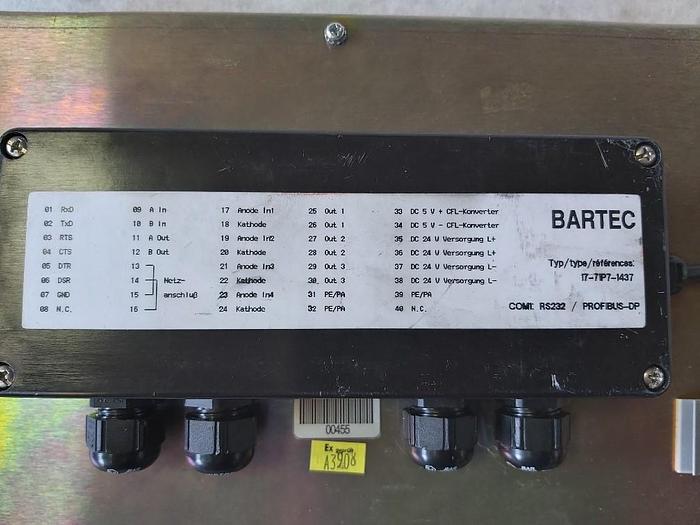 01 RxD 09 A In 17 Anode In1 25 Out 1 33 DC 5 V + CFL-Konverter
02 TxD 10 B In 18 Kathode 26 Out 1 34 DC 5 V - CFL-Konverter
03 RTS 11 A Out 19 Anode In2 27 Out 2 35 DC 24 V Versorgung L+
04 CTS 12 B Out 20 Kathode 28 Out 2 36 DC 24 V Versorgung L+
05 DTR 13 21 Anode In3 29 Out 3 37 DC 24 V Versorgung L-
06 DSR 14 Netz- 22 Kathode 30 Out 3 38 DC 24 V Versorgung L-
07 GND 15 anschluß 23 Anode In4 31 PE/PA 39 PE/PA
08 N.C. 16 24 Kathode 32 PE/PA 40 N.C.
BARTEC
Typ/type/références:
17-71P7-1437
COM1: RS232 / PROFIBUS-DP
00455
Ex geprüft
A3908